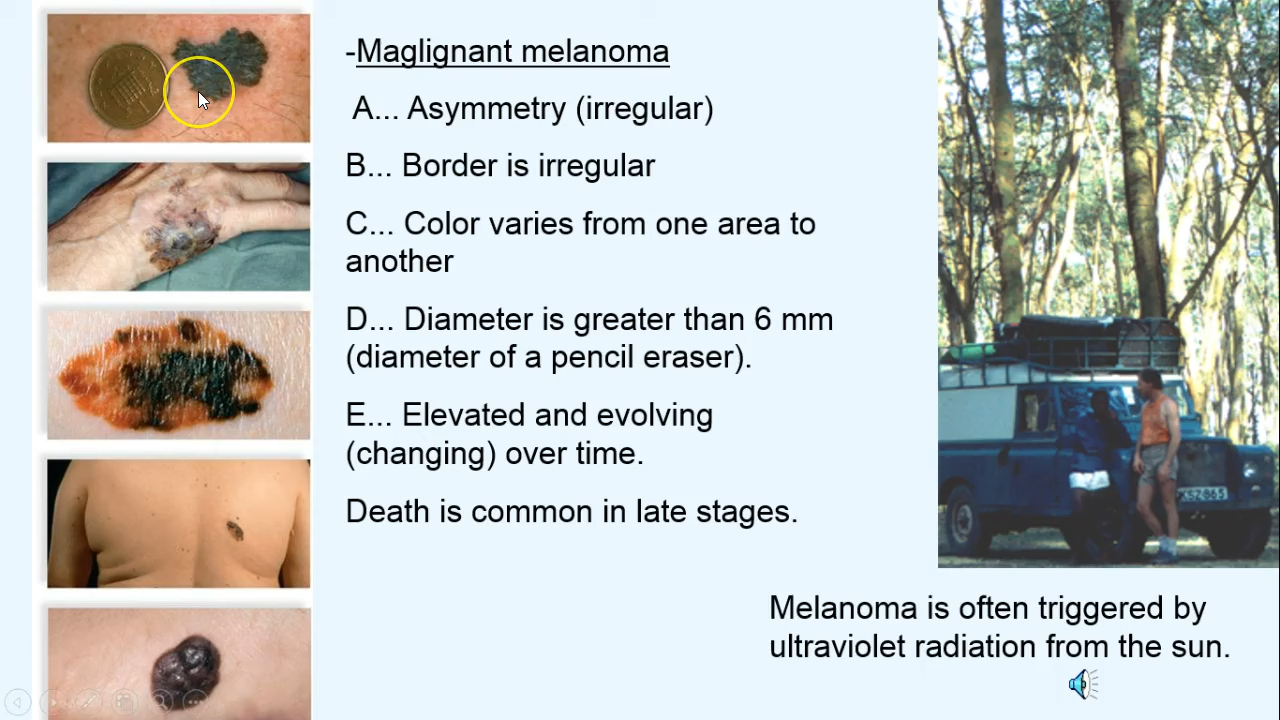 -Maglignant melanoma
A... Asymmetry (irregular)
B... Border is irregular
C... Color varies from one area to
another
D... Diameter is greater than 6 mm
(diameter of a pencil eraser).
E... Elevated and evolving
(changing) over time.
Death is common in late stages.
KSZ 865
Melanoma is often triggered by
ultraviolet radiation from the sun.